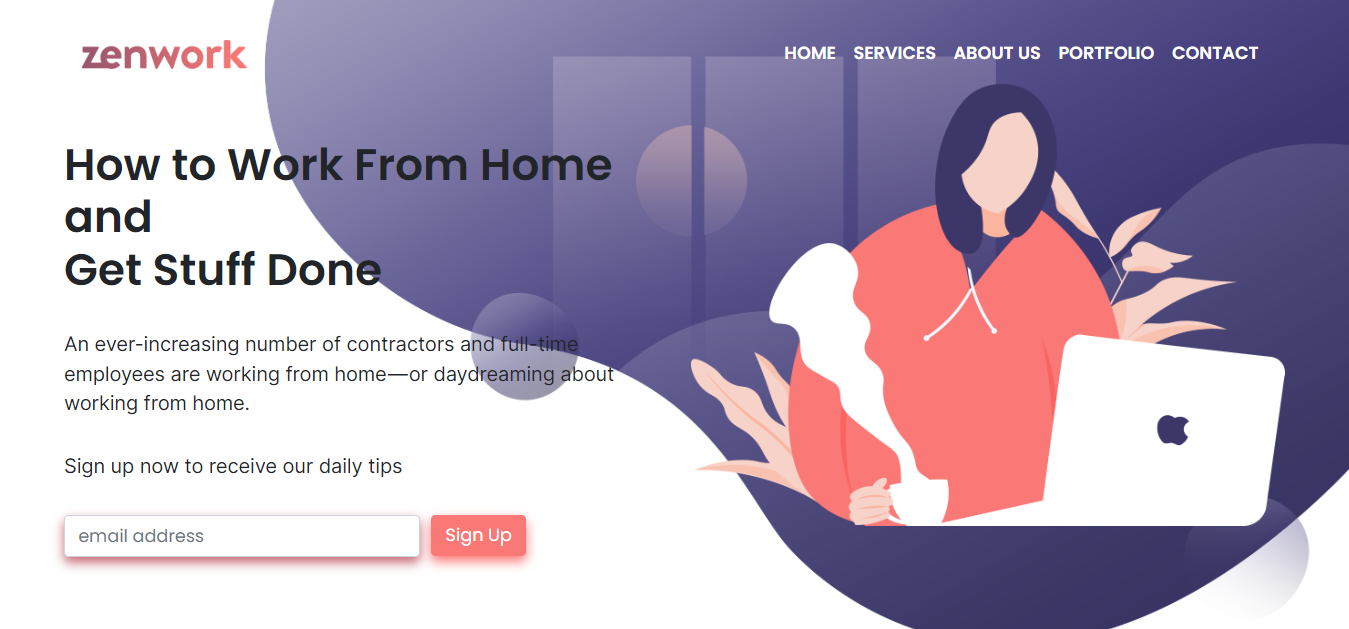 zenwork
HOME SERVICES ABOUT US PORTFOLIO CONTACT
How to Work From Home
and
Get Stuff Done
An ever-increasing number of contractors and full-time
employees are working from home—or daydreaming about
working from home.
Sign up now to receive our daily tips
email address Sign Up